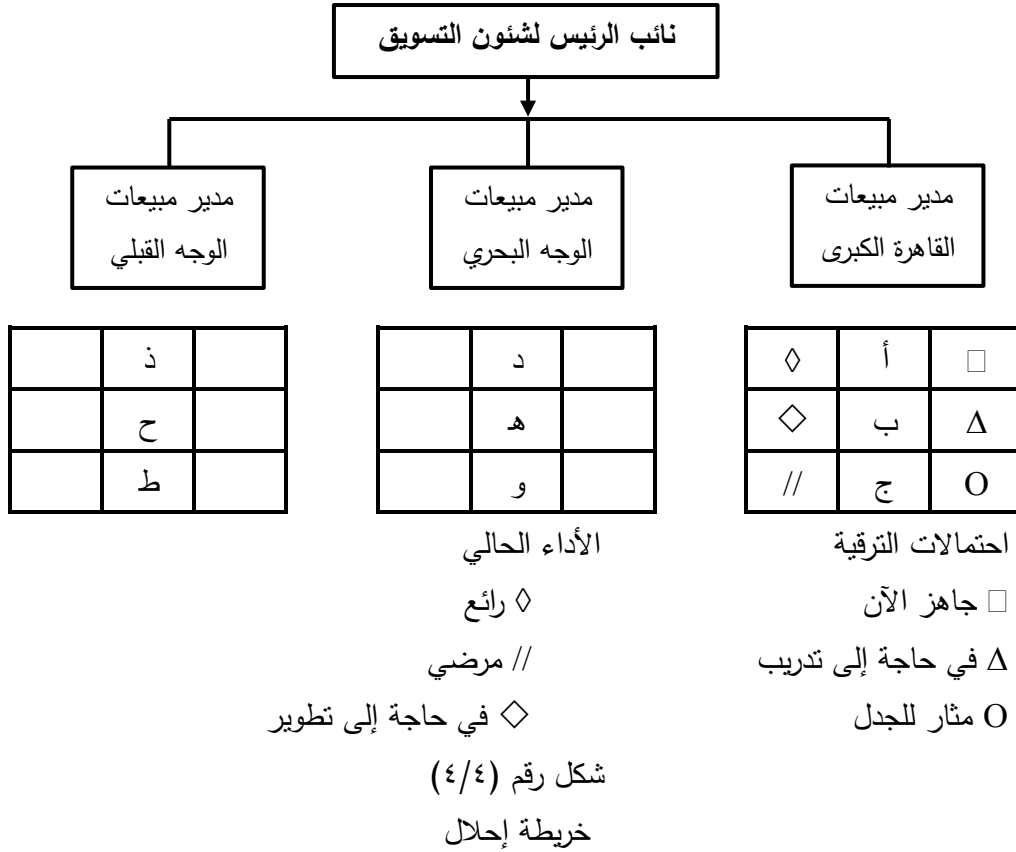 نائب الرئيس لشئون التسويق
مدير مبيعات
القاهرة الكبرى
مدير مبيعات
الوجه البحري
مدير مبيعات
الوجه القبلي
□ أ ◊
Δ ب ◇
O ج //
د
هـ
و
ذ
ح
ط
احتمالات الترقية
□ جاهز الآن
Δ في حاجة إلى تدريب
O مثار للجدل
الأداء الحالي
◊ رائع
// مرضي
◇ في حاجة إلى تطوير
شكل رقم (٤/٤)
خريطة إحلال